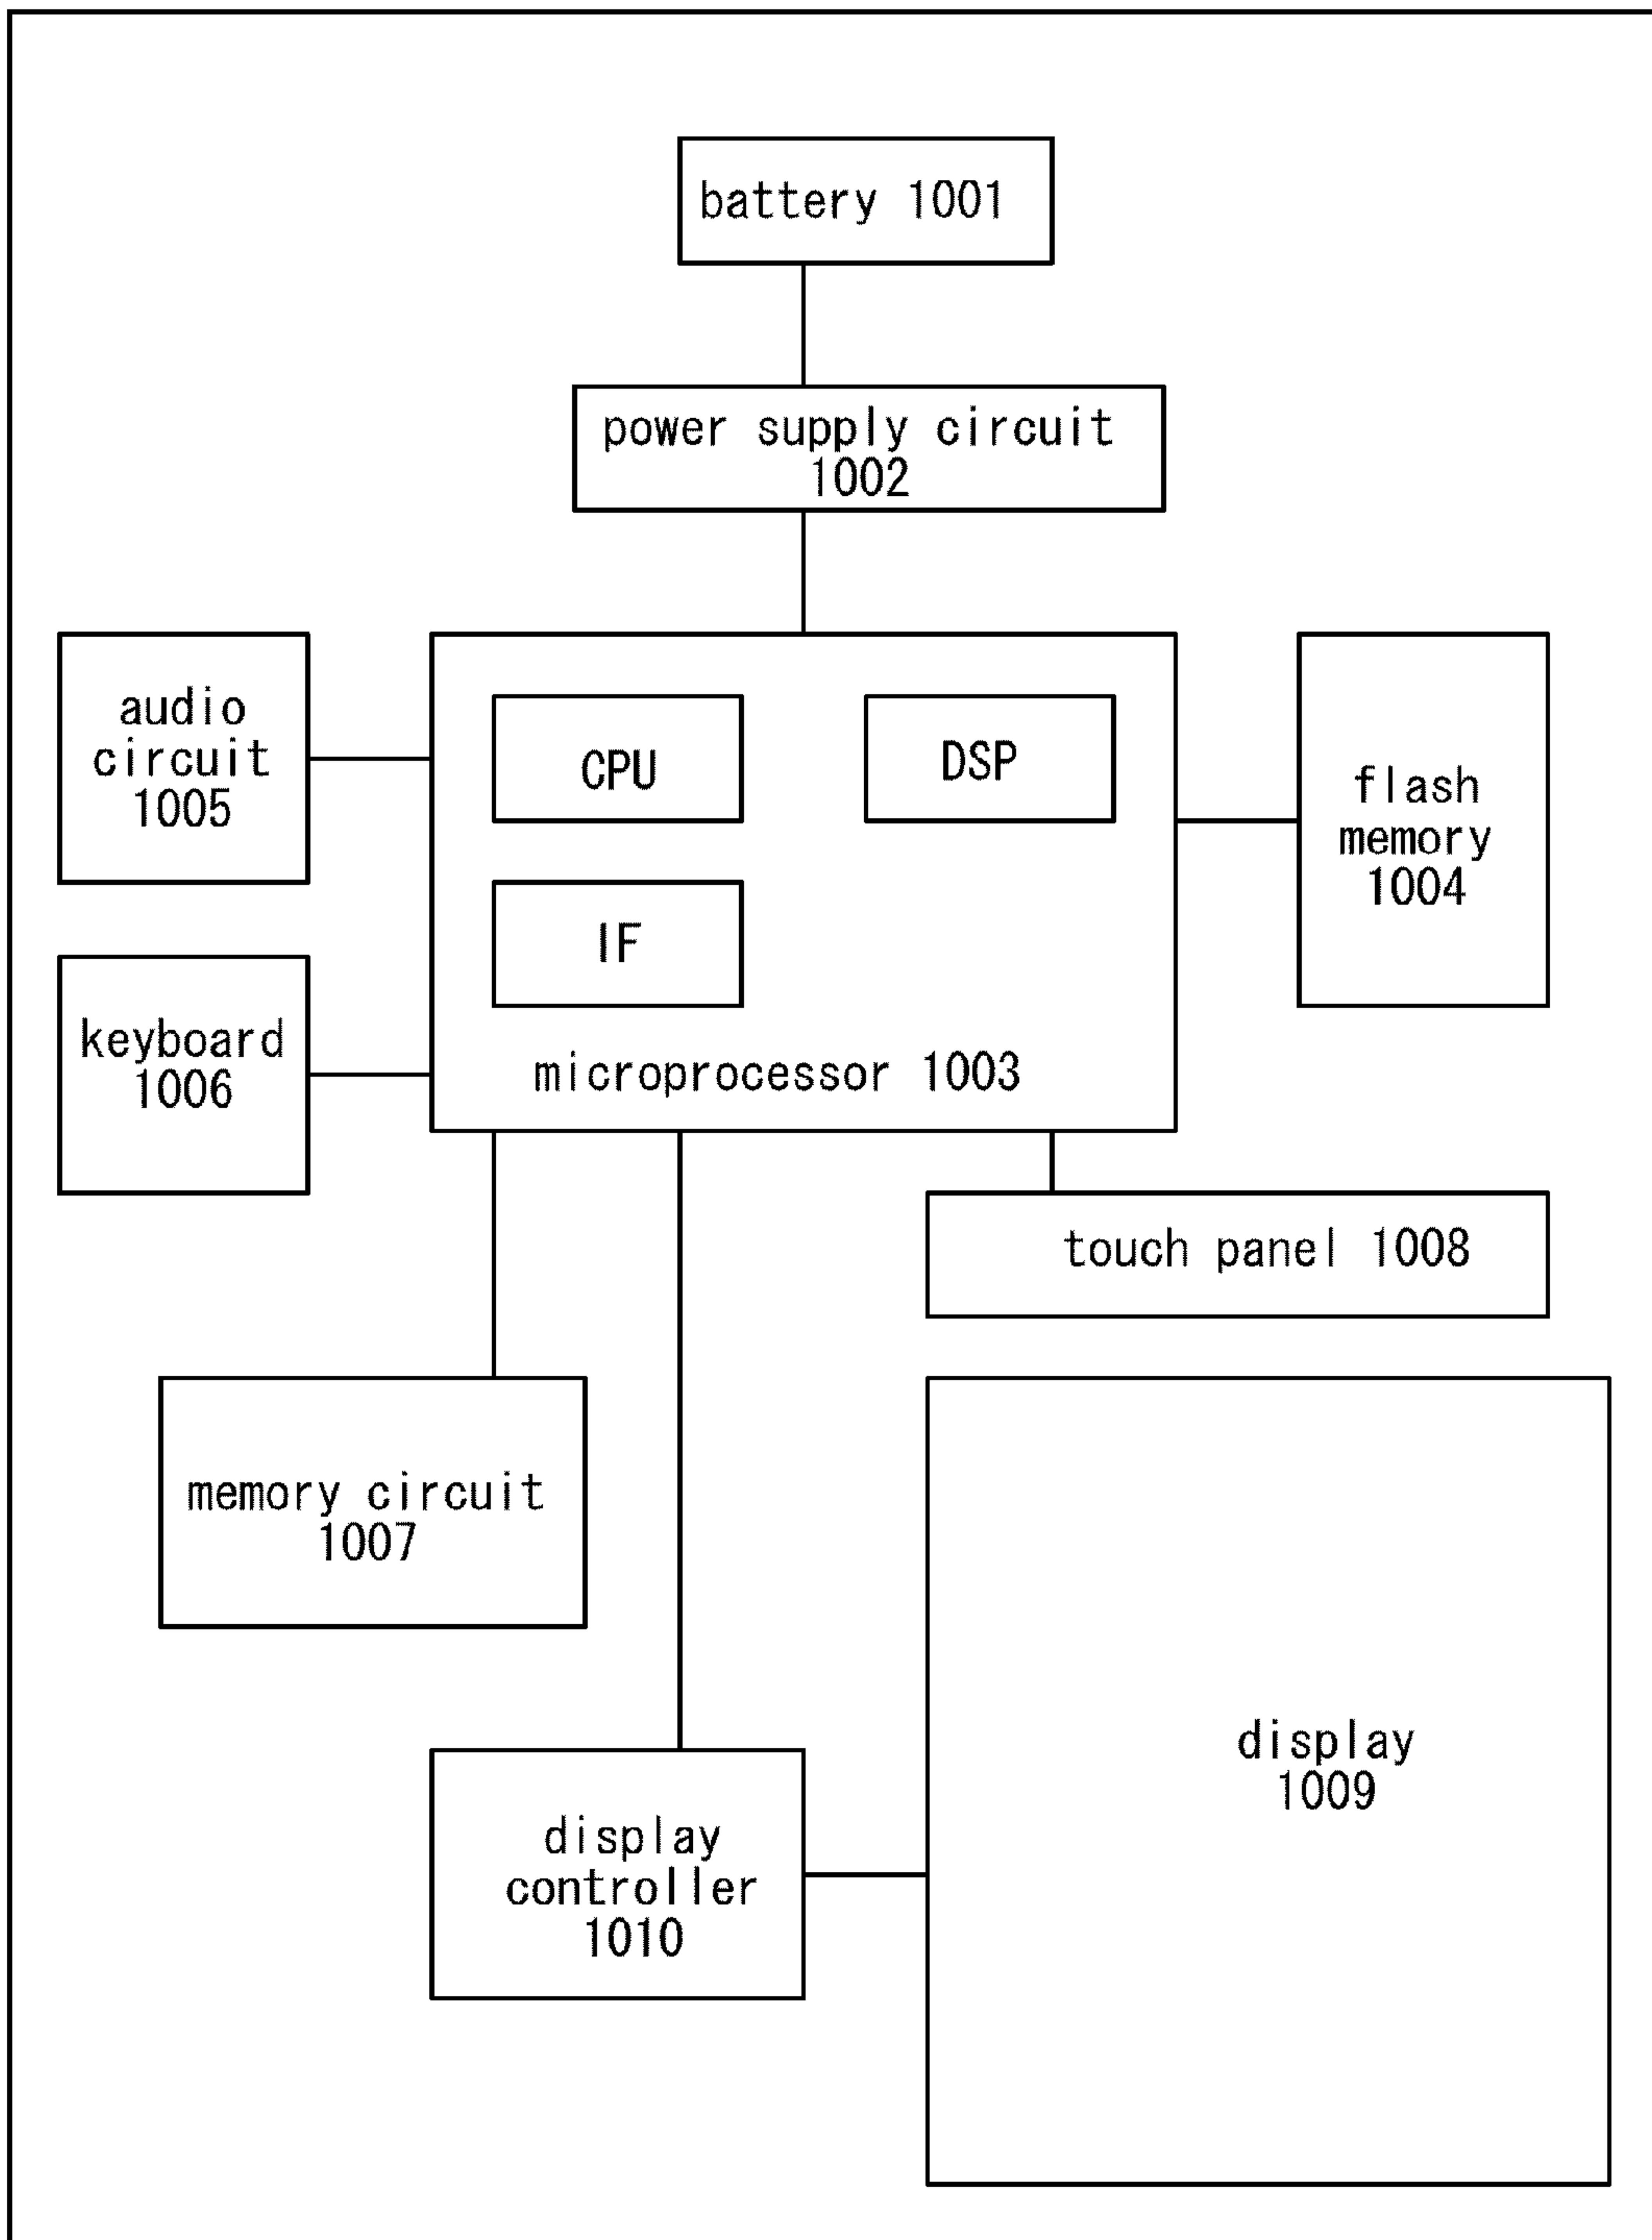 battery 1001
power supply circuit
1002
audio
circuit
1005
CPU
DSP
flash
memory
1004
IF
keyboard
1006
microprocessor 1003
touch panel 1008
memory circuit
1007
display
1009
display
controller
1010